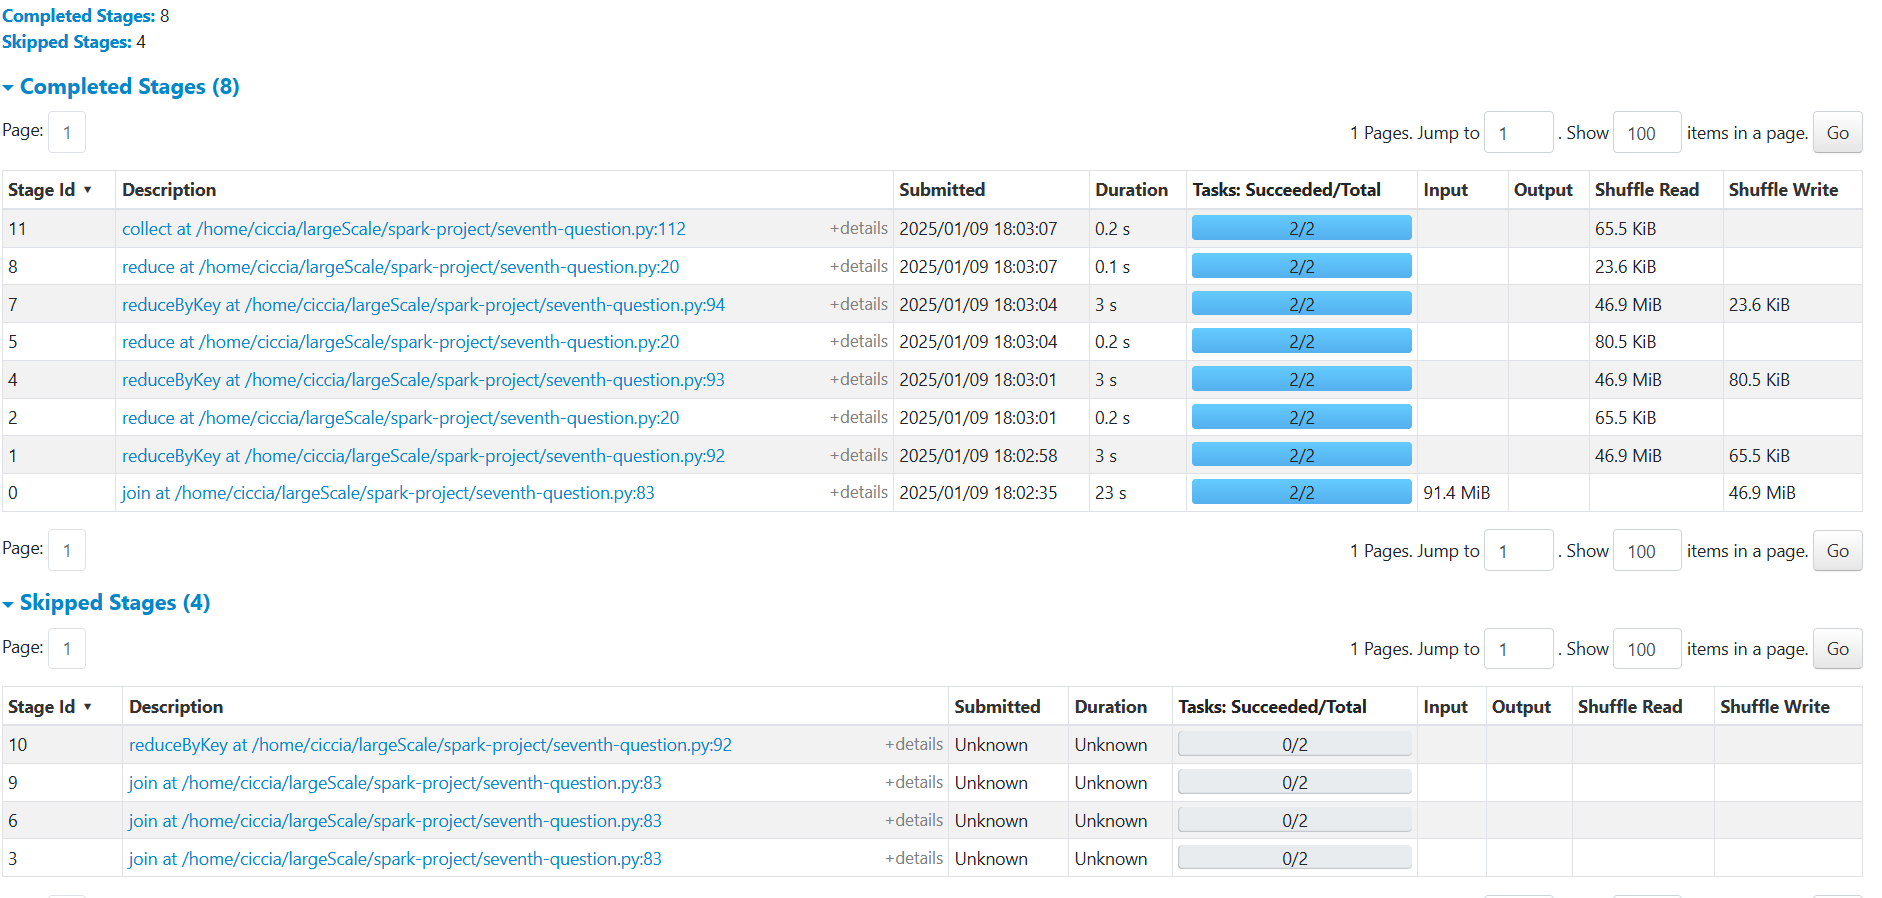 Completed Stages: 8
Skipped Stages: 4
Completed Stages (8)
Page: 1 1 Pages. Jump to 1 . Show 100 items in a page. Go
Stage Id ▾ Description Submitted Duration Tasks: Succeeded/Total Input Output Shuffle Read Shuffle Write
11 collect at /home/ciccia/largeScale/spark-project/seventh-question.py:112 +details 2025/01/09 18:03:07 0.2 s 2/2 65.5 KiB
8 reduce at /home/ciccia/largeScale/spark-project/seventh-question.py:20 +details 2025/01/09 18:03:07 0.1 s 2/2 23.6 KiB
7 reduceByKey at /home/ciccia/largeScale/spark-project/seventh-question.py:94 +details 2025/01/09 18:03:04 3 s 2/2 46.9 MiB 23.6 KiB
5 reduce at /home/ciccia/largeScale/spark-project/seventh-question.py:20 +details 2025/01/09 18:03:04 0.2 s 2/2 80.5 KiB
4 reduceByKey at /home/ciccia/largeScale/spark-project/seventh-question.py:93 +details 2025/01/09 18:03:01 3 s 2/2 46.9 MiB 80.5 KiB
2 reduce at /home/ciccia/largeScale/spark-project/seventh-question.py:20 +details 2025/01/09 18:03:01 0.2 s 2/2 65.5 KiB
1 reduceByKey at /home/ciccia/largeScale/spark-project/seventh-question.py:92 +details 2025/01/09 18:02:58 3 s 2/2 46.9 MiB 65.5 KiB
0 join at /home/ciccia/largeScale/spark-project/seventh-question.py:83 +details 2025/01/09 18:02:35 23 s 2/2 91.4 MiB 46.9 MiB
Page: 1 1 Pages. Jump to 1 . Show 100 items in a page. Go
Skipped Stages (4)
Page: 1 1 Pages. Jump to 1 . Show 100 items in a page. Go
Stage Id ▾ Description Submitted Duration Tasks: Succeeded/Total Input Output Shuffle Read Shuffle Write
10 reduceByKey at /home/ciccia/largeScale/spark-project/seventh-question.py:92 +details Unknown Unknown 0/2
9 join at /home/ciccia/largeScale/spark-project/seventh-question.py:83 +details Unknown Unknown 0/2
6 join at /home/ciccia/largeScale/spark-project/seventh-question.py:83 +details Unknown Unknown 0/2
3 join at /home/ciccia/largeScale/spark-project/seventh-question.py:83 +details Unknown Unknown 0/2